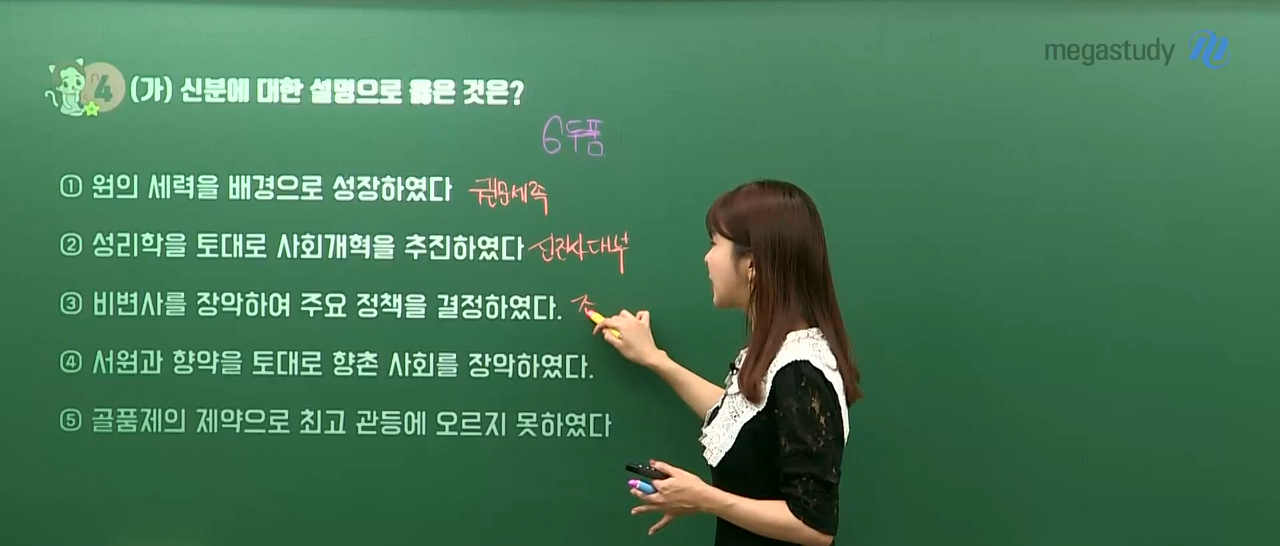 megastudy
4 (가) 신분에 대한 설명으로 옳은 것은?
6두품
① 원의 세력을 배경으로 성장하였다 권문세족
② 성리학을 토대로 사회개혁을 추진하였다 신진사대부
③ 비변사를 장악하여 주요 정책을 결정하였다.
④ 서원과 향약을 토대로 향촌 사회를 장악하였다.
⑤ 골품제의 제약으로 최고 관등에 오르지 못하였다